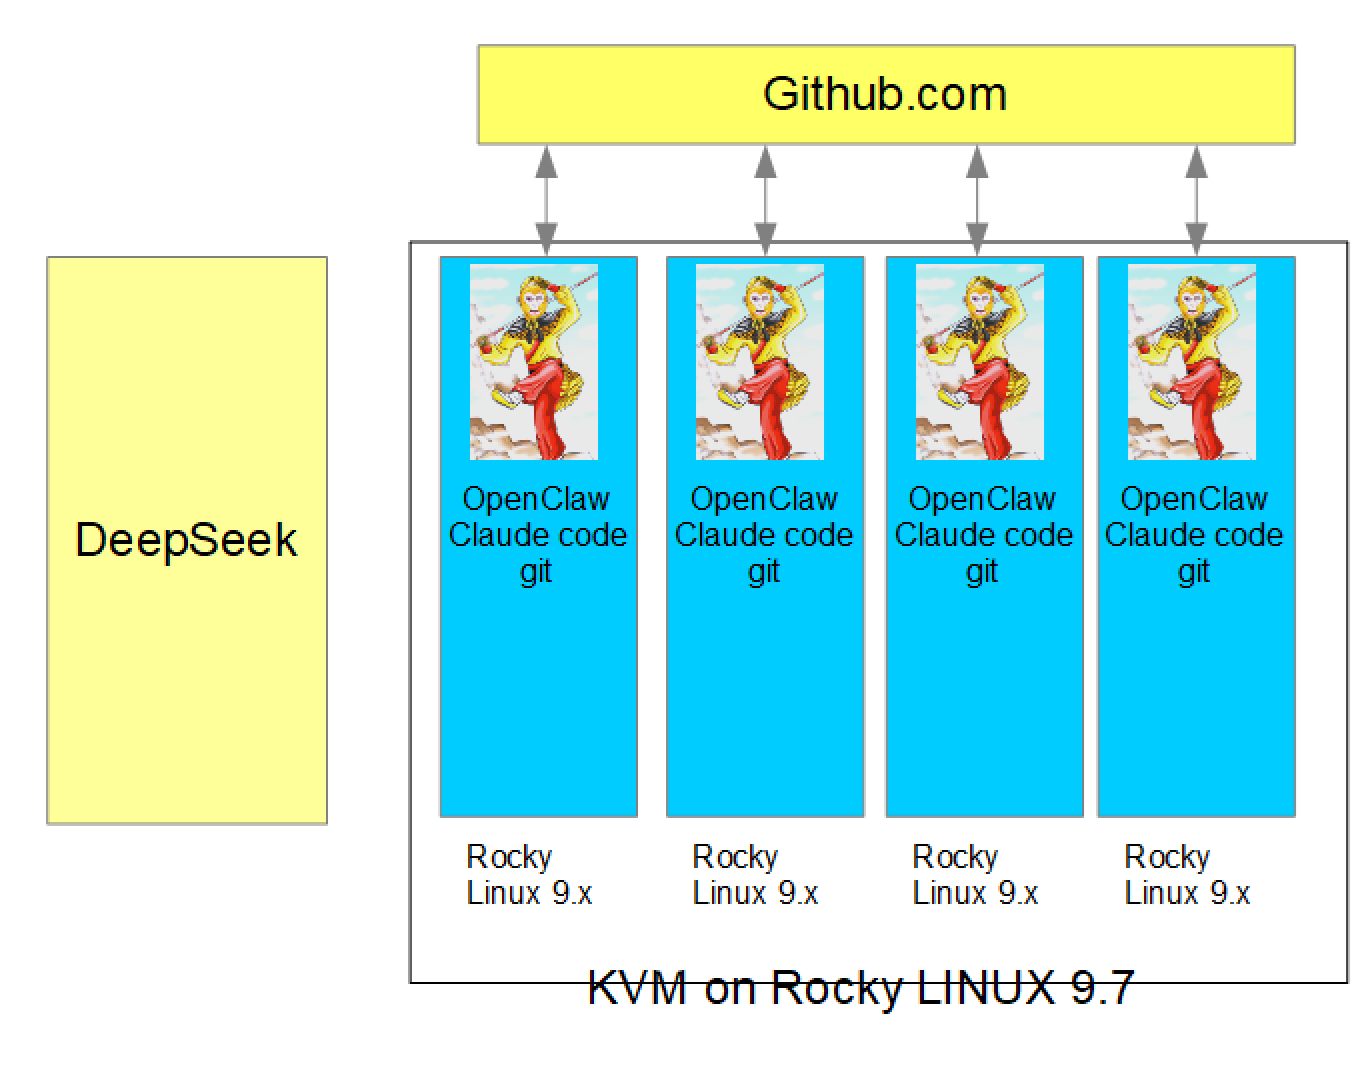 Github.com
DeepSeek
OpenClaw
Claude code
git
Rocky
Linux 9.x
OpenClaw
Claude code
git
Rocky
Linux 9.x
OpenClaw
Claude code
git
Rocky
Linux 9.x
OpenClaw
Claude code
git
Rocky
Linux 9.x
KVM on Rocky LINUX 9.7